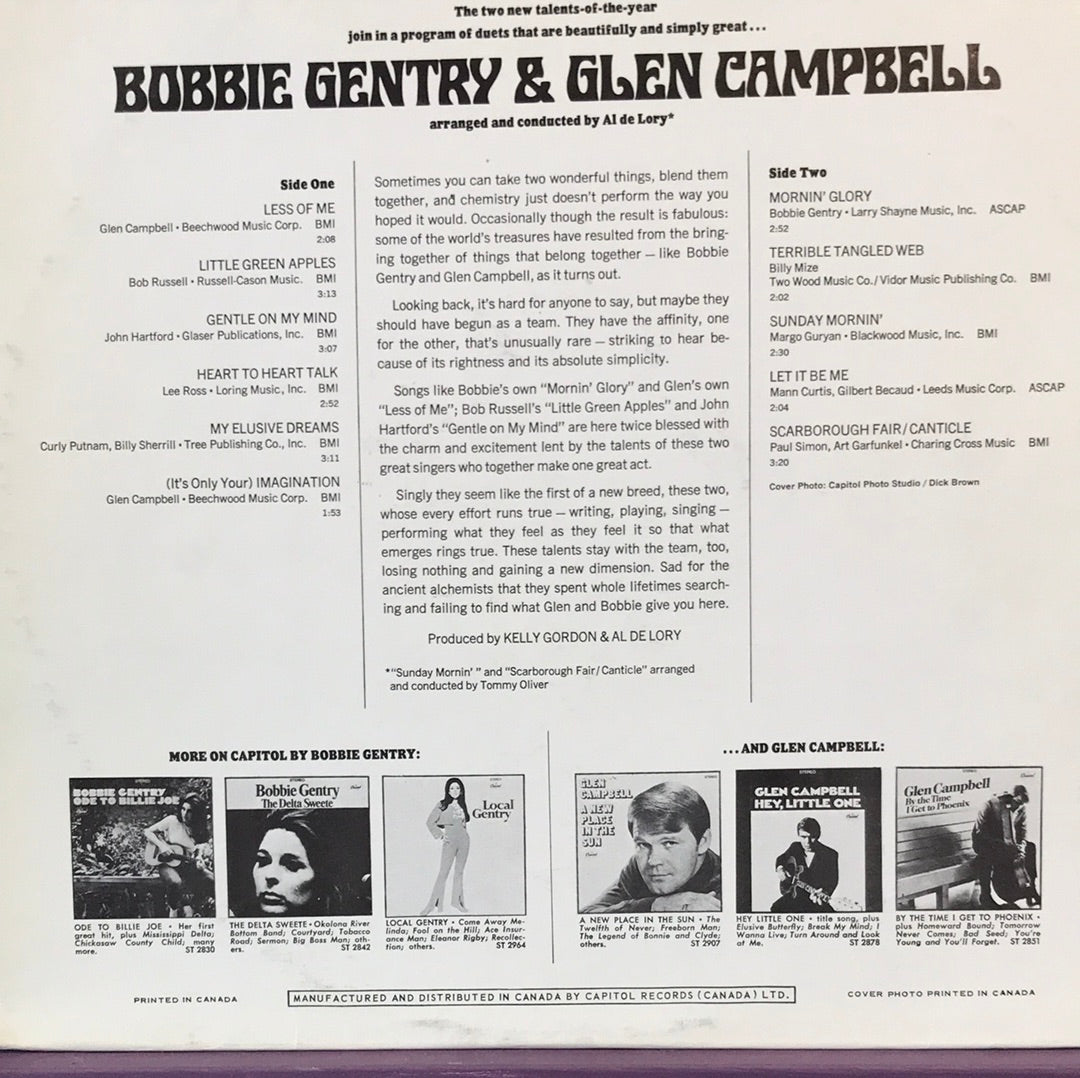 The two new talents-of-the-year
join in a program of duets that are beautifully and simply great...
BOBBIE GENTRY & GLEN CAMPBELL
arranged and conducted by Al de Lory*
Side One
LESS OF ME
Glen Campbell • Beechwood Music Corp. BMI
2:08
LITTLE GREEN APPLES
Bob Russell • Russell-Cason Music. BMI
3:13
GENTLE ON MY MIND
John Hartford • Glaser Publications, Inc. BMI
3:07
HEART TO HEART TALK
Lee Ross • Loring Music, Inc. BMI
2:52
MY ELUSIVE DREAMS
Curly Putnam, Billy Sherrill • Tree Publishing Co., Inc. BMI
3:11
(It's Only Your) IMAGINATION
Glen Campbell • Beechwood Music Corp. BMI
1:53
Sometimes you can take two wonderful things, blend them
together, and chemistry just doesn't perform the way you
hoped it would. Occasionally though the result is fabulous:
some of the world's treasures have resulted from the bring-
ing together of things that belong together — like Bobbie
Gentry and Glen Campbell, as it turns out.
Looking back, it's hard for anyone to say, but maybe they
should have begun as a team. They have the affinity, one
for the other, that's unusually rare — striking to hear be-
cause of its rightness and its absolute simplicity.
Songs like Bobbie's own "Mornin' Glory" and Glen's own
"Less of Me"; Bob Russell's "Little Green Apples" and John
Hartford's "Gentle on My Mind" are here twice blessed with
the charm and excitement lent by the talents of these two
great singers who together make one great act.
Singly they seem like the first of a new breed, these two,
whose every effort runs true — writing, playing, singing —
performing what they feel as they feel it so that what
emerges rings true. These talents stay with the team, too,
losing nothing and gaining a new dimension. Sad for the
ancient alchemists that they spent whole lifetimes search-
ing and failing to find what Glen and Bobbie give you here.
Produced by KELLY GORDON & AL DE LORY
*"Sunday Mornin' " and "Scarborough Fair/Canticle" arranged
and conducted by Tommy Oliver
Side Two
MORNIN' GLORY
Bobbie Gentry • Larry Shayne Music, Inc. ASCAP
2:52
TERRIBLE TANGLED WEB
Billy Mize
Two Wood Music Co./Vidor Music Publishing Co. BMI
2:02
SUNDAY MORNIN'
Margo Guryan • Blackwood Music, Inc. BMI
2:30
LET IT BE ME
Mann Curtis, Gilbert Becaud • Leeds Music Corp. ASCAP
2:04
SCARBOROUGH FAIR/CANTICLE
Paul Simon, Art Garfunkel • Charing Cross Music BMI
3:20
Cover Photo: Capitol Photo Studio / Dick Brown
MORE ON CAPITOL BY BOBBIE GENTRY:
STEREO
BOBBIE GENTRY
ODE TO BILLIE JOE
ODE TO BILLIE JOE • Her first
great hit, plus Mississippi Delta;
Chickasaw County Child; many
more. ST 2830
STEREO
Bobbie Gentry
The Delta Sweete
THE DELTA SWEETE • Okolona River
Bottom Band; Courtyard; Tobacco
Road; Sermon; Big Boss Man; oth-
ers. ST 2842
STEREO
Local
Gentry
LOCAL GENTRY • Come Away Me-
linda; Fool on the Hill; Ace Insur-
ance Man; Eleanor Rigby; Recollec-
tion; others. ST 2964
...AND GLEN CAMPBELL:
STEREO
GLEN
CAMPBELL
A NEW
PLACE
IN THE
SUN
A NEW PLACE IN THE SUN • The
Twelfth of Never; Freeborn Man;
The Legend of Bonnie and Clyde;
others. ST 2907
STEREO
GLEN CAMPBELL
HEY, LITTLE ONE
HEY LITTLE ONE • title song, plus
Elusive Butterfly; Break My Mind; I
Wanna Live; Turn Around and Look
at Me. ST 2878
STEREO
Glen Campbell
By the Time
I Get to Phoenix
BY THE TIME I GET TO PHOENIX •
plus Homeward Bound; Tomorrow
Never Comes; Bad Seed; You're
Young and You'll Forget. ST 2851
PRINTED IN CANADA
MANUFACTURED AND DISTRIBUTED IN CANADA BY CAPITOL RECORDS (CANADA) LTD.
COVER PHOTO PRINTED IN CANADA